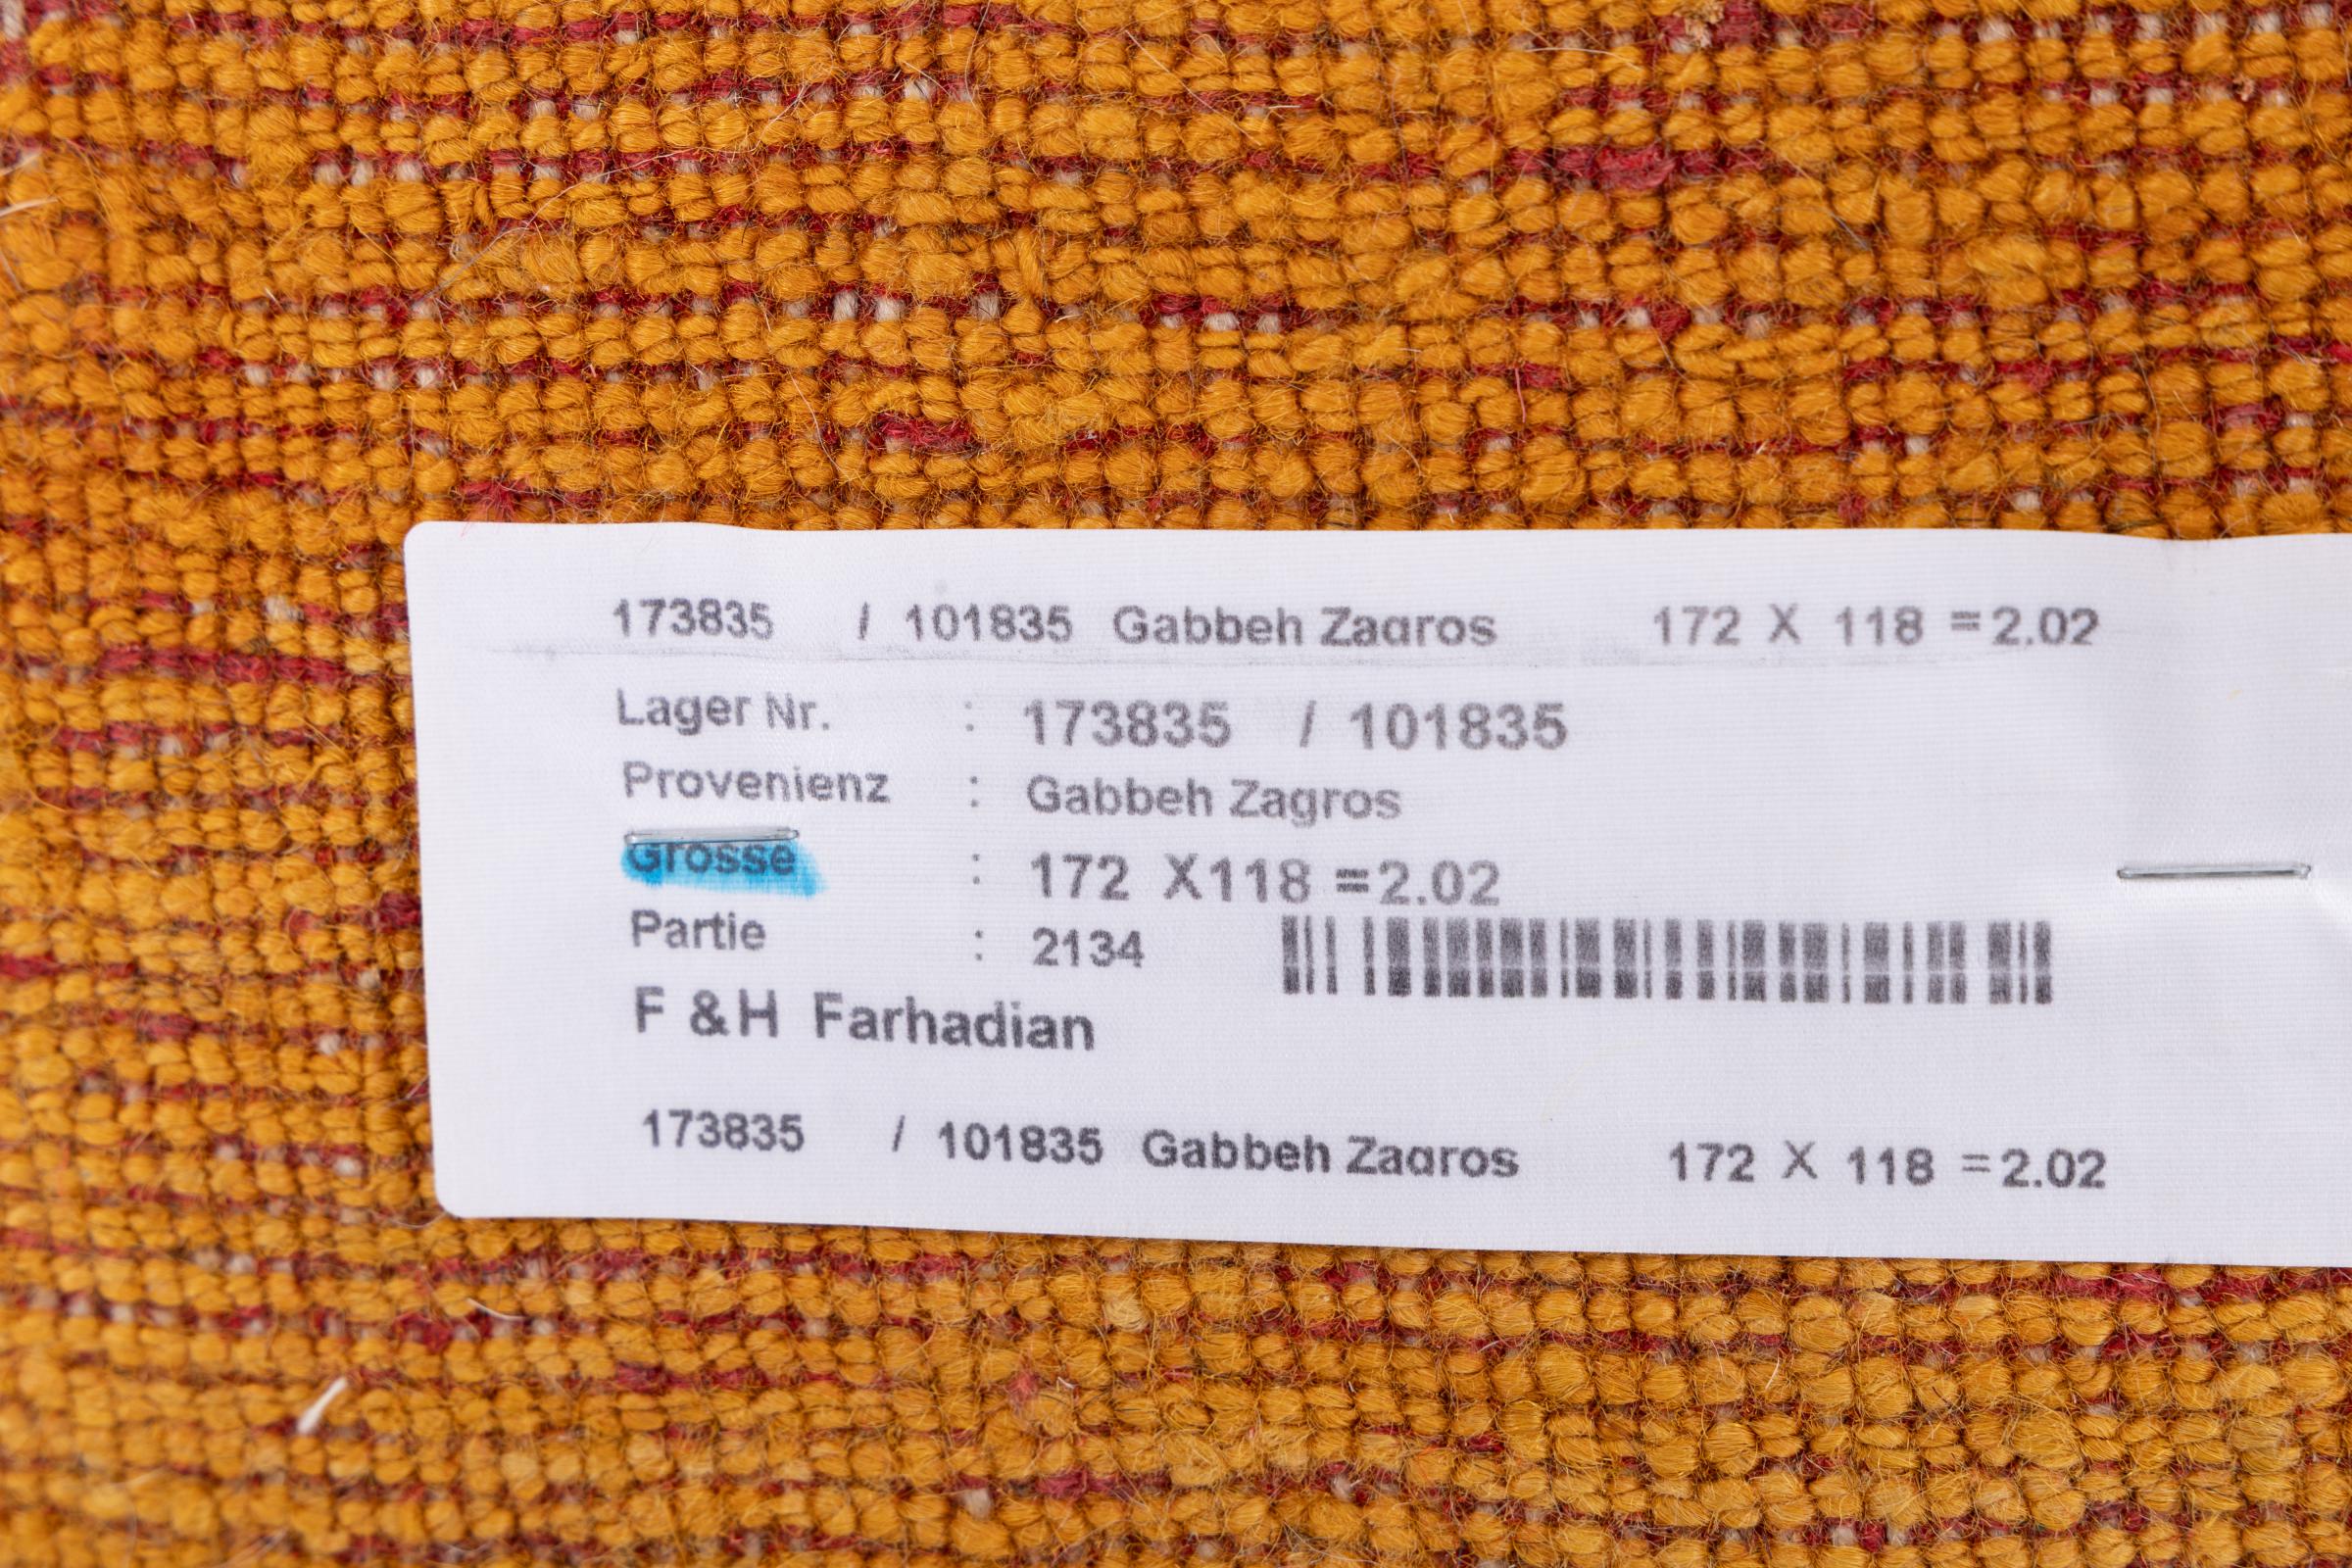 173835 / 101835 Gabbeh Zagros 172 X 118 =2.02
Lager Nr. : 173835 / 101835
Provenienz : Gabbeh Zagros
Grosse : 172 X118 =2.02
Partie : 2134
F &H Farhadian
173835 / 101835 Gabbeh Zagros 172 X 118 =2.02